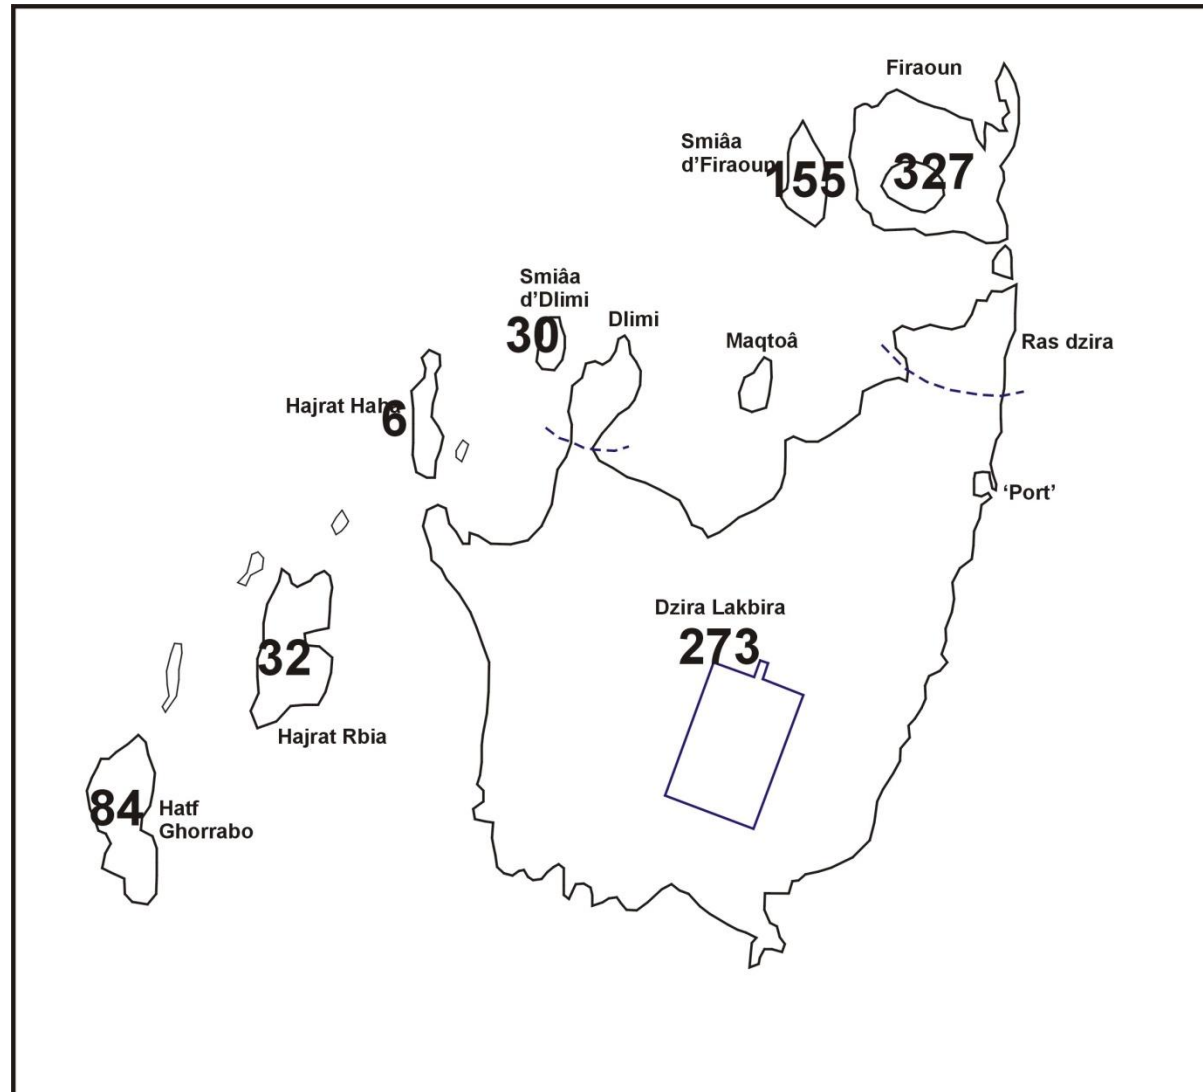 Firaoun
Smiâa
d'Firaoun
155
327
Smiâa
d'Dlimi
30
Dlimi
Maqtoâ
Ras dzira
Hajrat Haha
6
'Port'
Dzira Lakbira
273
32
Hajrat Rbia
84
Hatf
Ghorrabo